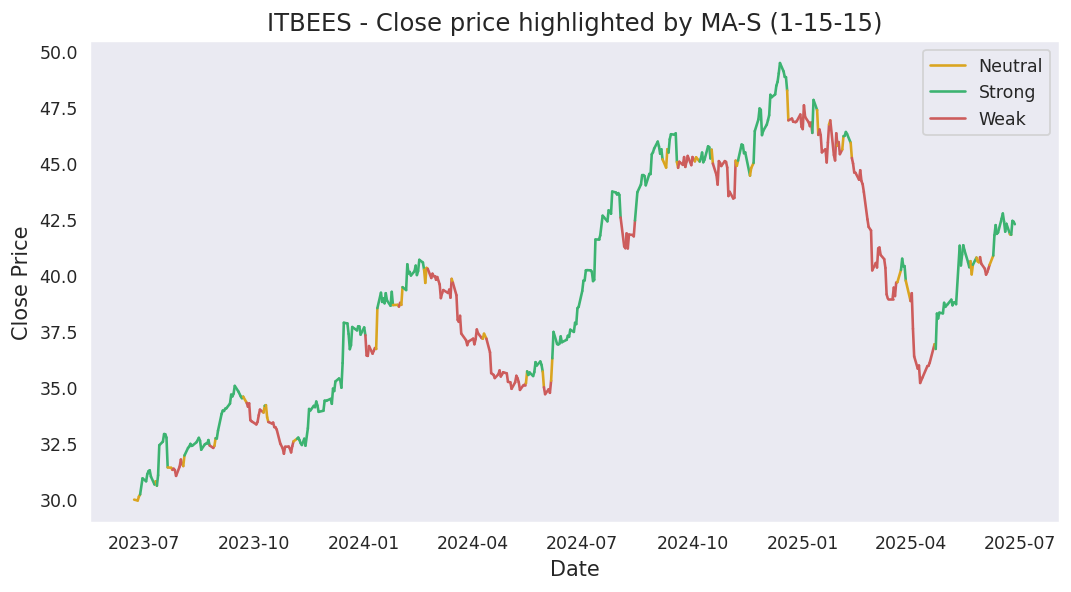 ITBEES - Close price highlighted by MA-S (1-15-15)
50.0
47.5
45.0
42.5
40.0
37.5
35.0
32.5
30.0
Close Price
Neutral
Strong
Weak
2023-07 2023-10 2024-01 2024-04 2024-07 2024-10 2025-01 2025-04 2025-07
Date